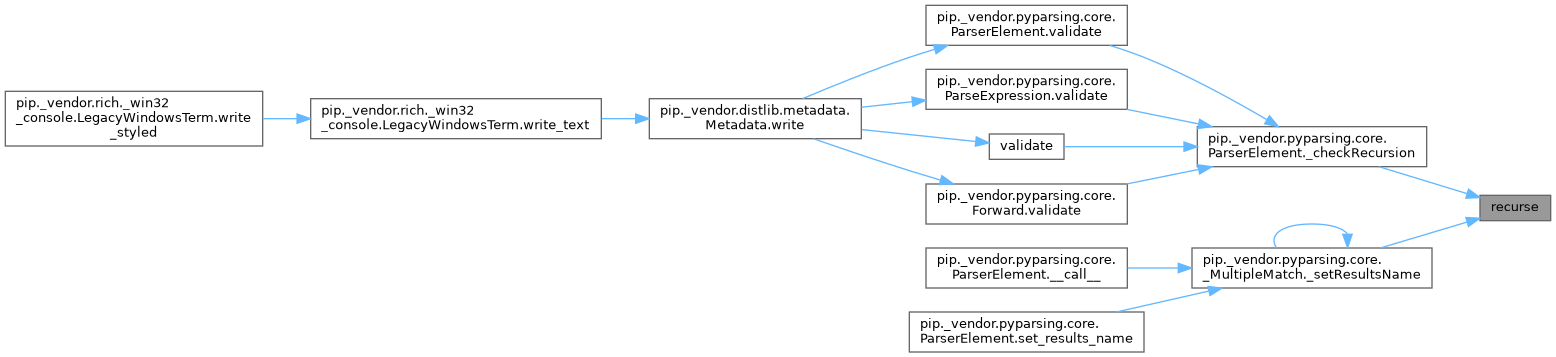 pip._vendor.rich._win32
_console.LegacyWindowsTerm.write
_styled
pip._vendor.rich._win32
_console.LegacyWindowsTerm.write_text
pip._vendor.distlib.metadata.
Metadata.write
pip._vendor.pyparsing.core.
ParserElement.validate
pip._vendor.pyparsing.core.
ParseExpression.validate
validate
pip._vendor.pyparsing.core.
Forward.validate
pip._vendor.pyparsing.core.
ParserElement.__call__
pip._vendor.pyparsing.core.
ParserElement.set_results_name
pip._vendor.pyparsing.core.
ParserElement._checkRecursion
pip._vendor.pyparsing.core.
_MultipleMatch._setResultsName
recurse